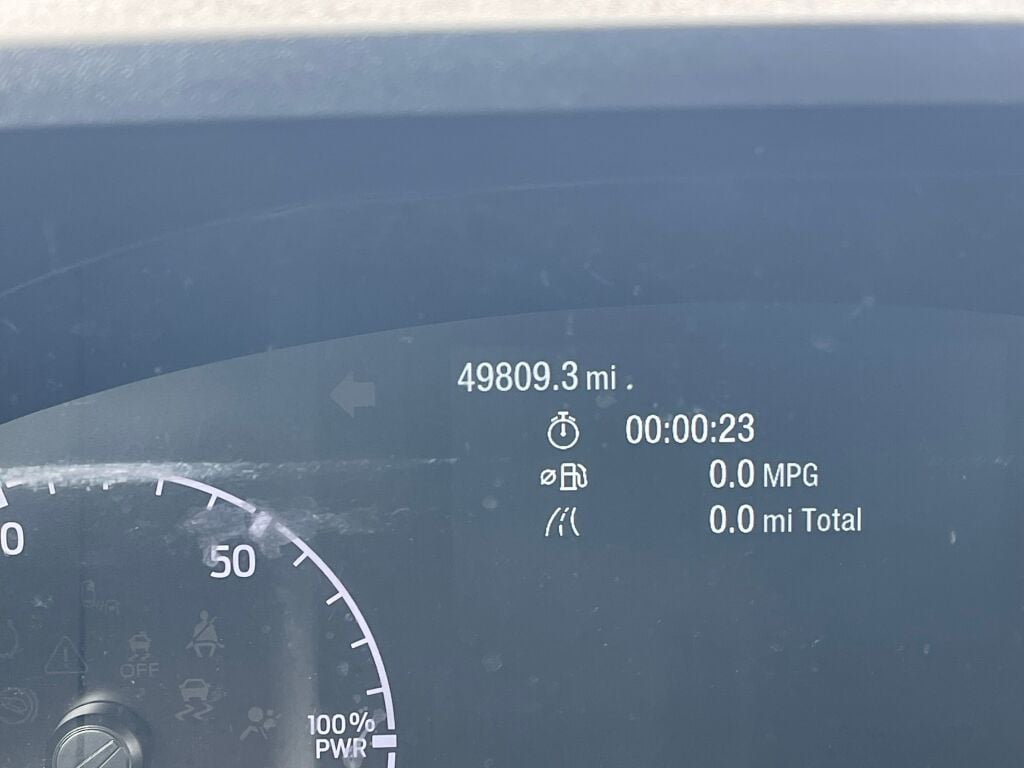 49809.3 mi .
00:00:23
0.0 MPG
0.0 mi Total
0
50
OFF
100%
PWR